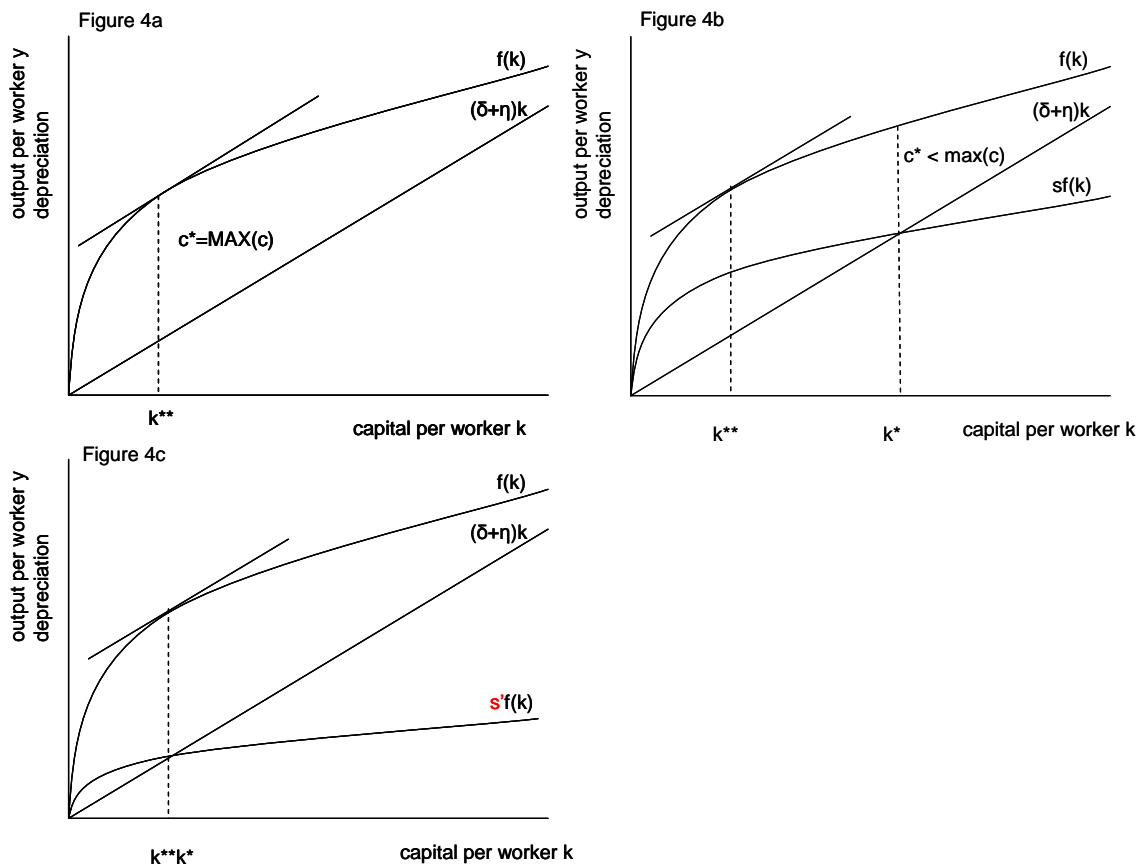 Figure 4a
output per worker y
depreciation
f(k)
(δ+η)k
c*=MAX(c)
k**
capital per worker k
Figure 4b
output per worker y
depreciation
f(k)
(δ+η)k
c* < max(c)
sf(k)
k**
k*
capital per worker k
Figure 4c
output per worker y
depreciation
f(k)
(δ+η)k
s'f(k)
k**k*
capital per worker k